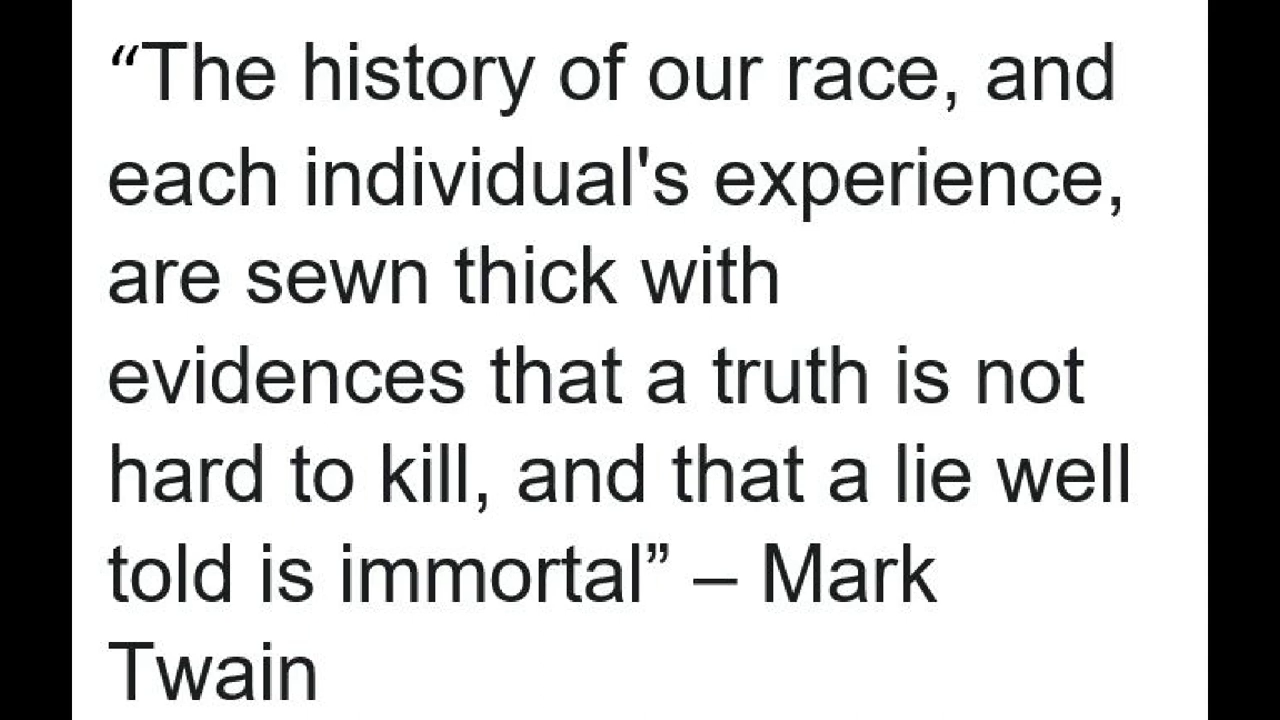 “The history of our race, and
each individual's experience,
are sewn thick with
evidences that a truth is not
hard to kill, and that a lie well
told is immortal” – Mark
Twain